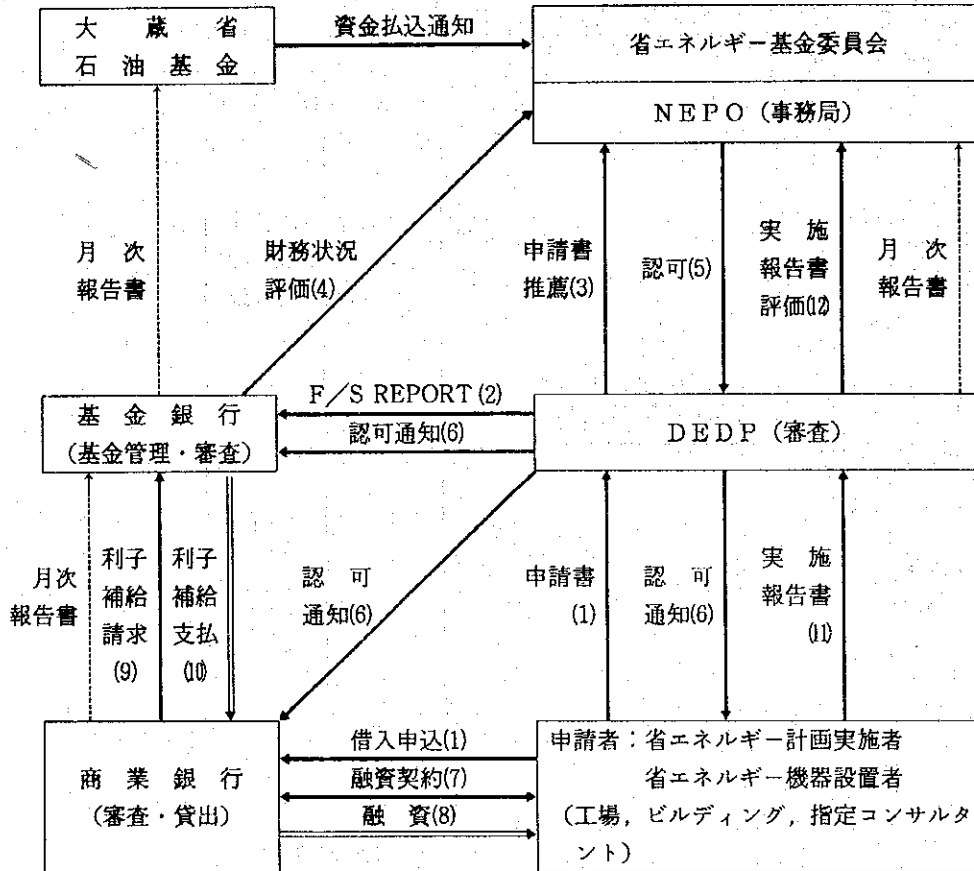 大蔵省
石油基金
資金払込通知
省エネルギー基金委員会
NEPO（事務局）
月次
報告書
財務状況
評価(4)
申請書
推薦(3)
認可(5)
実施
報告書
評価(12)
月次
報告書
F／S REPORT (2)
認可通知(6)
基金銀行
（基金管理・審査）
DEDP（審査）
月次
報告書
利子
補給
請求
(9)
利子
補給
支払
(10)
認可
通知(6)
申請書
(1)
認可
通知(6)
実施
報告書
(11)
商業銀行
（審査・貸出）
借入申込(1)
融資契約(7)
融資(8)
申請者：省エネルギー計画実施者
省エネルギー機器設置者
（工場，ビルディング，指定コンサルタ
ント）